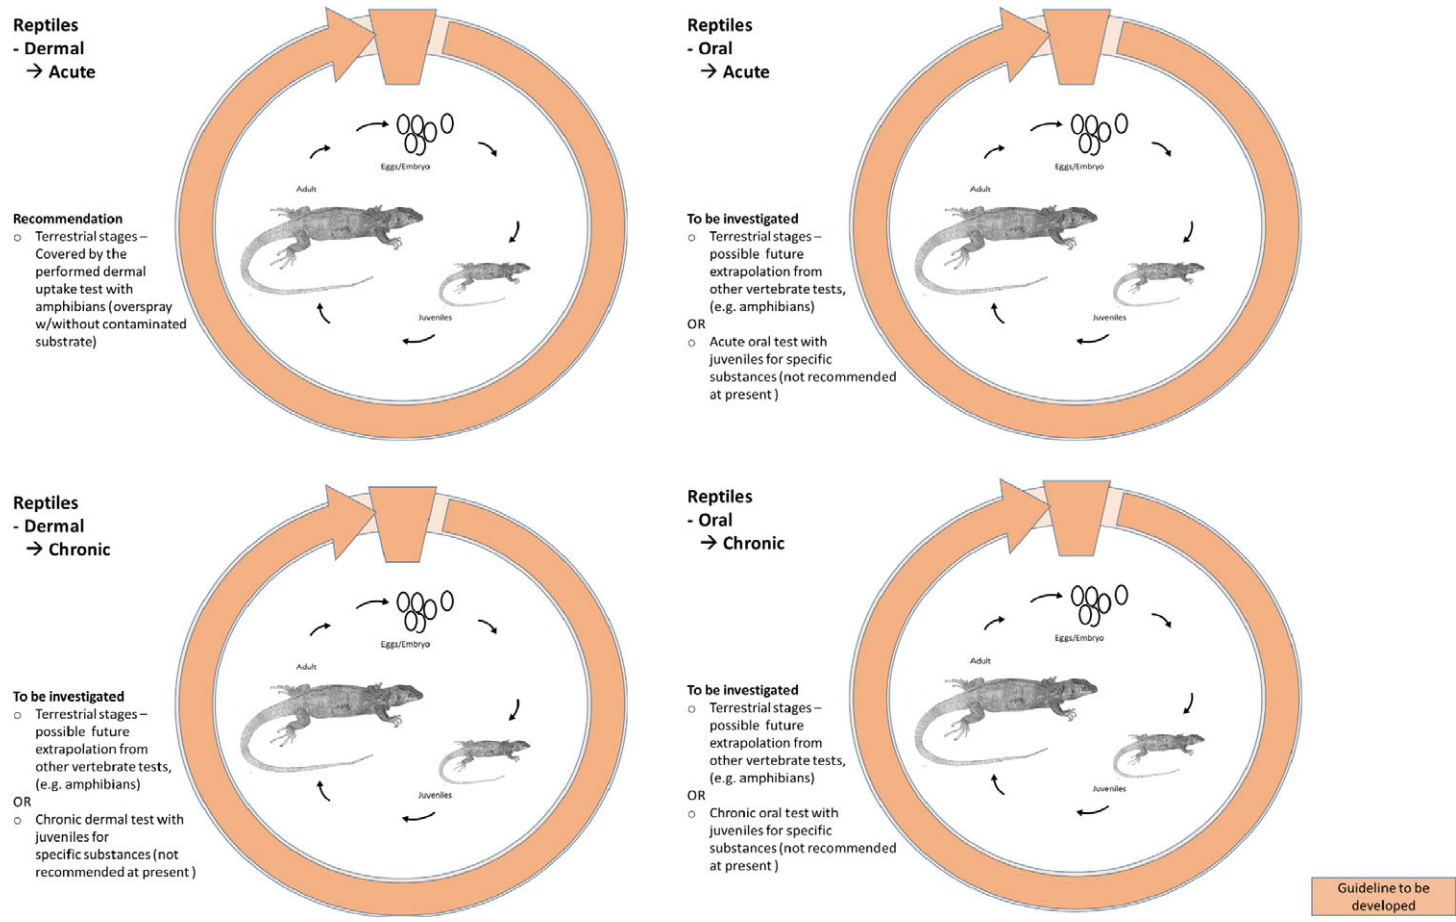 Reptiles
- Dermal
→ Acute
Eggs/Embryo
Adult
Juveniles
Recommendation
○ Terrestrial stages –
Covered by the
performed dermal
uptake test with
amphibians (overspray
w/without contaminated
substrate)
Reptiles
- Oral
→ Acute
Eggs/Embryo
Adult
Juveniles
To be investigated
○ Terrestrial stages –
possible future
extrapolation from
other vertebrate tests,
(e.g. amphibians)
OR
○ Acute oral test with
juveniles for specific
substances (not recommended
at present )
Reptiles
- Dermal
→ Chronic
Eggs/Embryo
Adult
Juveniles
To be investigated
○ Terrestrial stages –
possible future
extrapolation from
other vertebrate tests,
(e.g. amphibians)
OR
○ Chronic dermal test with
juveniles for
specific substances (not
recommended at present )
Reptiles
- Oral
→ Chronic
Eggs/Embryo
Adult
Juveniles
To be investigated
○ Terrestrial stages –
possible future
extrapolation from
other vertebrate tests,
(e.g. amphibians)
OR
○ Chronic oral test with
juveniles for specific
substances (not recommended
at present )
Guideline to be
developed